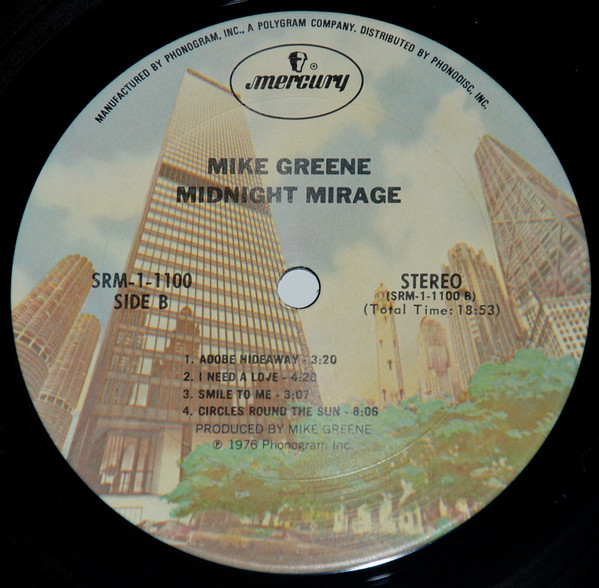 MANUFACTURED BY PHONOGRAM, INC., A POLYGRAM COMPANY. DISTRIBUTED BY PHONODISC, INC.
mercury
MIKE GREENE
MIDNIGHT MIRAGE
SRM-1-1100
SIDE B
STEREO
(SRM-1-1100 B)
(Total Time: 18:53)
1. ADOBE HIDEAWAY - 3:20
2. I NEED A LOVE - 4:20
3. SMILE TO ME - 3:07
4. CIRCLES ROUND THE SUN - 8:06
PRODUCED BY MIKE GREENE
℗ 1976 Phonogram Inc.